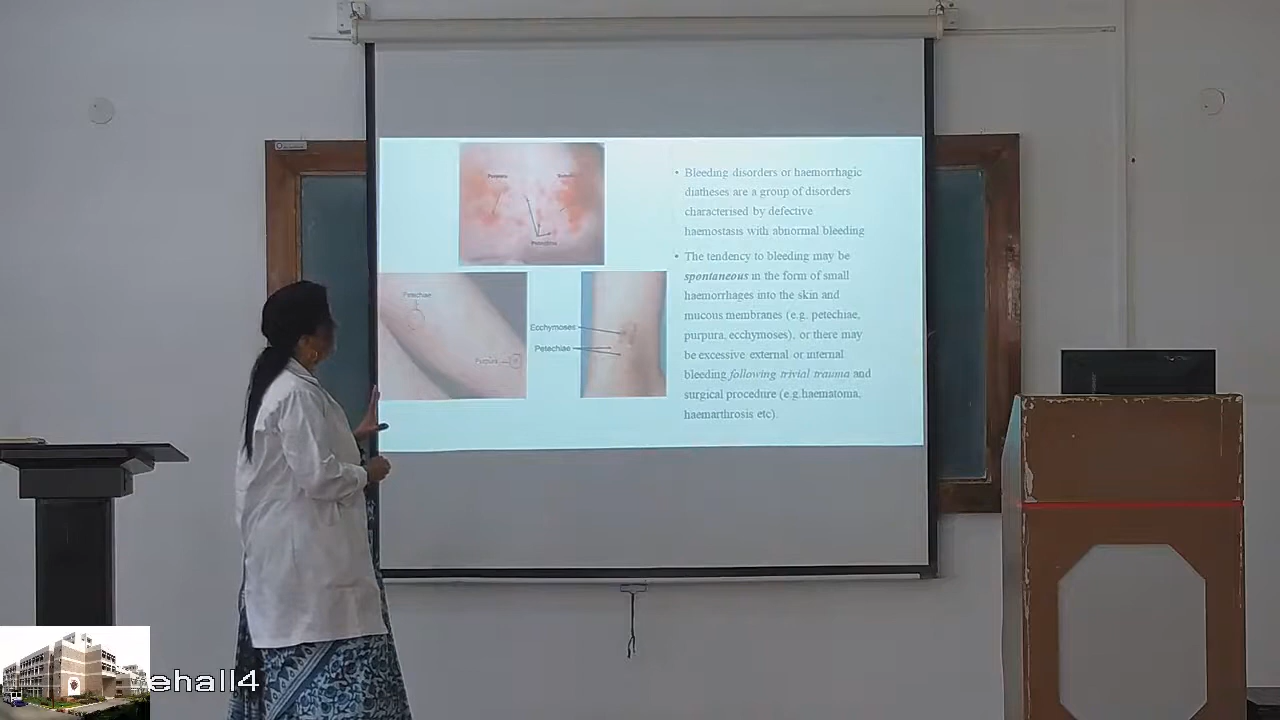 Purpura
Petechiae
• Bleeding disorders or haemorrhagic
diatheses are a group of disorders
characterised by defective
haemostasis with abnormal bleeding
• The tendency to bleeding may be
spontaneous in the form of small
haemorrhages into the skin and
mucous membranes (e.g. petechiae,
purpura, ecchymoses), or there may
be excessive external or internal
bleeding following trivial trauma and
surgical procedure (e.g.haematoma,
haemarthrosis etc).
Petechiae
Purpura
Ecchymoses
Petechiae
ehall4